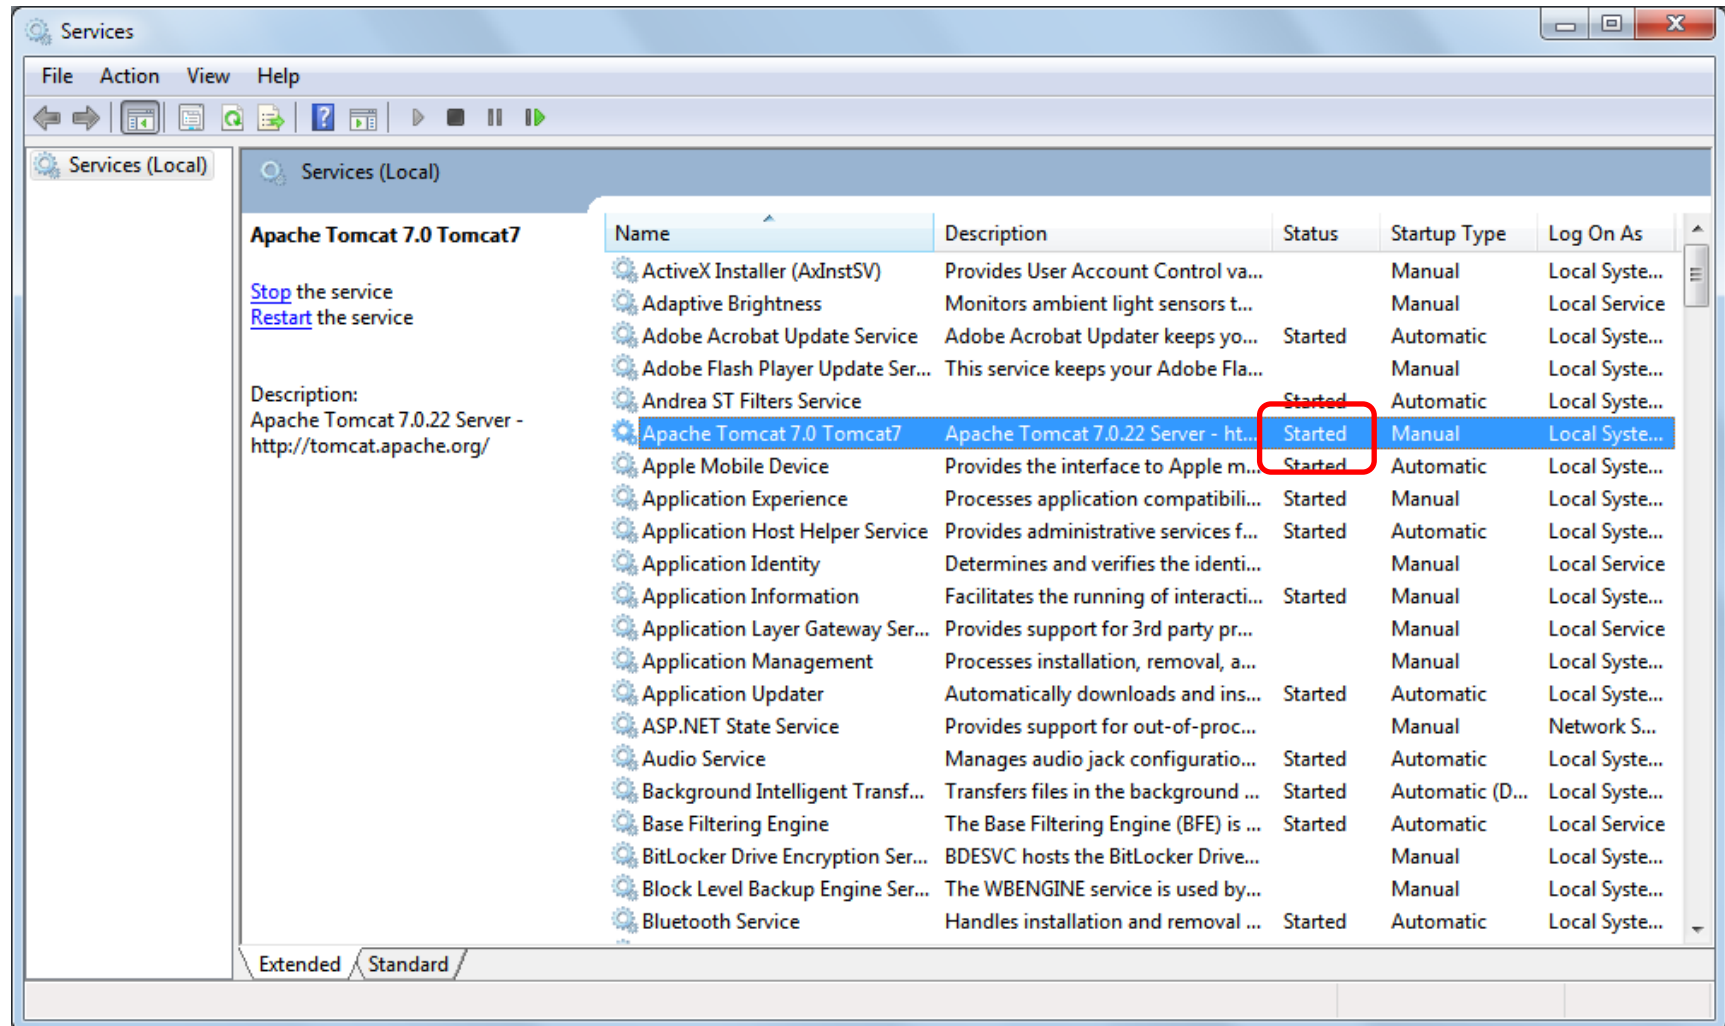 Services
File Action View Help
Services (Local)
Services (Local)
Apache Tomcat 7.0 Tomcat7
Stop the service
Restart the service
Description:
Apache Tomcat 7.0.22 Server -
http://tomcat.apache.org/
Name Description Status Startup Type Log On As
ActiveX Installer (AxInstSV) Provides User Account Control va... Manual Local Syste...
Adaptive Brightness Monitors ambient light sensors t... Manual Local Service
Adobe Acrobat Update Service Adobe Acrobat Updater keeps yo... Started Automatic Local Syste...
Adobe Flash Player Update Ser... This service keeps your Adobe Fla... Manual Local Syste...
Andrea ST Filters Service Started Automatic Local Syste...
Apache Tomcat 7.0 Tomcat7 Apache Tomcat 7.0.22 Server - ht... Started Manual Local Syste...
Apple Mobile Device Provides the interface to Apple m... Started Automatic Local Syste...
Application Experience Processes application compatibili... Started Manual Local Syste...
Application Host Helper Service Provides administrative services f... Started Automatic Local Syste...
Application Identity Determines and verifies the identi... Manual Local Service
Application Information Facilitates the running of interacti... Started Manual Local Syste...
Application Layer Gateway Ser... Provides support for 3rd party pr... Manual Local Service
Application Management Processes installation, removal, a... Manual Local Syste...
Application Updater Automatically downloads and ins... Started Automatic Local Syste...
ASP.NET State Service Provides support for out-of-proc... Manual Network S...
Audio Service Manages audio jack configuratio... Started Automatic Local Syste...
Background Intelligent Transf... Transfers files in the background ... Started Automatic (D... Local Syste...
Base Filtering Engine The Base Filtering Engine (BFE) is ... Started Automatic Local Service
BitLocker Drive Encryption Ser... BDESVC hosts the BitLocker Drive... Manual Local Syste...
Block Level Backup Engine Ser... The WBENGINE service is used by... Manual Local Syste...
Bluetooth Service Handles installation and removal ... Started Automatic Local Syste...
Extended Standard